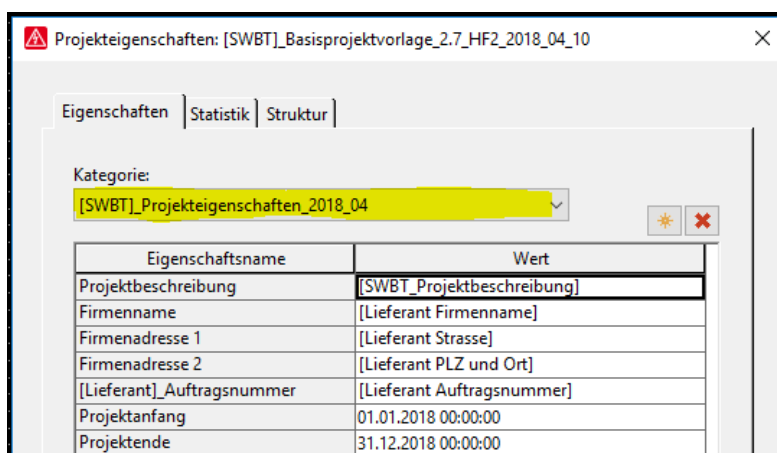 Projekteigenschaften: [SWBT]_Basisprojektvorlage_2.7_HF2_2018_04_10
Eigenschaften Statistik Struktur
Kategorie:
[SWBT]_Projekteigenschaften_2018_04
Eigenschaftsname Wert
Projektbeschreibung [SWBT_Projektbeschreibung]
Firmenname [Lieferant Firmenname]
Firmenadresse 1 [Lieferant Strasse]
Firmenadresse 2 [Lieferant PLZ und Ort]
[Lieferant]_Auftragsnummer [Lieferant Auftragsnummer]
Projektanfang 01.01.2018 00:00:00
Projektende 31.12.2018 00:00:00